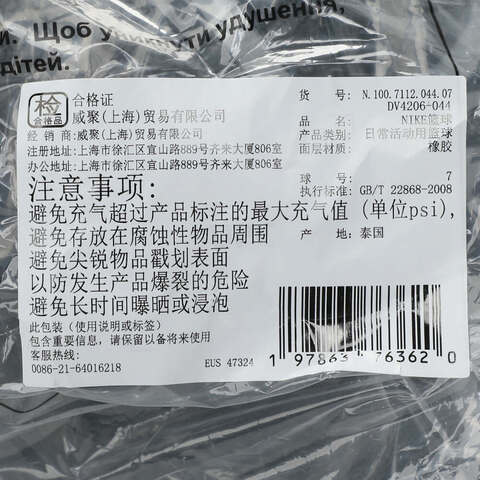 и. Щоб уникнути удушення,
дітей.
检 合格品
合格证
威聚(上海)贸易有限公司
经 销 商: 威聚(上海)贸易有限公司
注册地址: 上海市徐汇区宜山路889号齐来大厦806室
办公地址: 上海市徐汇区宜山路889号齐来大厦806室
货 号: N.100.7112.044.07
DV4206-044
品 名: NIKE篮球
产品类别: 日常活动用篮球
面层材质: 橡胶
球 号: 7
执行标准: GB/T 22868-2008
产 地: 泰国
注意事项:
避免充气超过产品标注的最大充气值(单位psi),
避免存放在腐蚀性物品周围
避免尖锐物品戳划表面
以防发生产品爆裂的危险
避免长时间曝晒或浸泡
此包装(使用说明或标签)
包含重要信息, 请保留以备将来使用
客服热线:
0086-21-64016218
EUS 47324
1 97863 76362 0